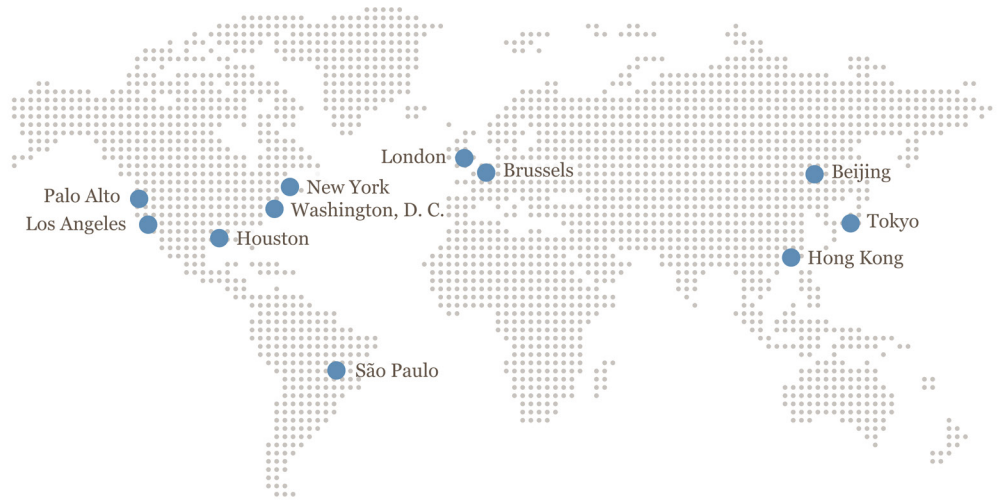 London
Brussels
Beijing
New York
Palo Alto
Washington, D. C.
Los Angeles
Tokyo
Houston
Hong Kong
São Paulo